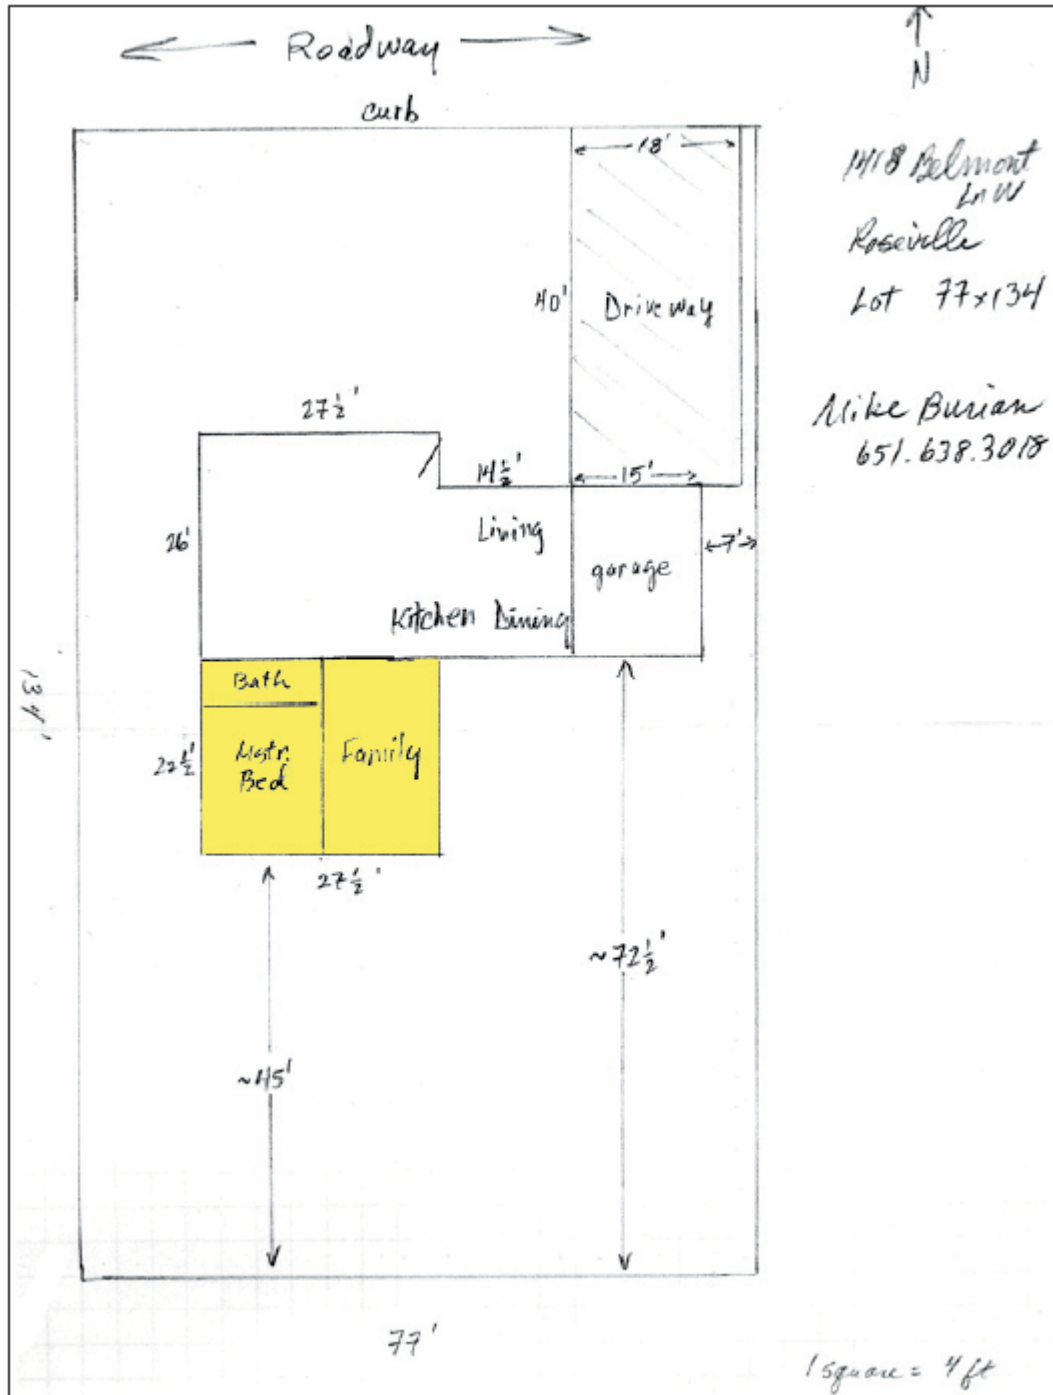 Roadway
N
curb
18'
1418 Belmont
Ln W
Roseville
Lot 77x134
40'
Driveway
Mike Burian
651.638.3018
27½'
14½'
15'
Living
26'
7'
garage
Kitchen Dining
134'
Bath
22½'
Mstr.
Bed
Family
27½'
~72½'
~45'
77'
1 square = 4 ft